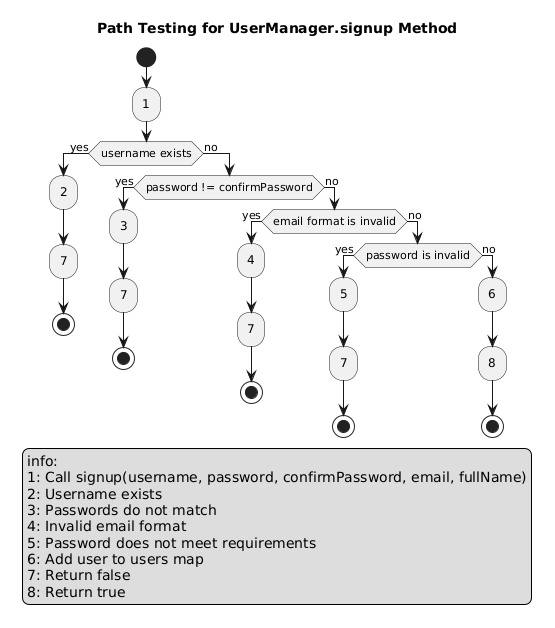 Path Testing for UserManager.signup Method
1
yes username exists no
2
yes password != confirmPassword no
3
yes email format is invalid no
7
4
yes password is invalid no
7
5
6
7
7
8
info:
1: Call signup(username, password, confirmPassword, email, fullName)
2: Username exists
3: Passwords do not match
4: Invalid email format
5: Password does not meet requirements
6: Add user to users map
7: Return false
8: Return true